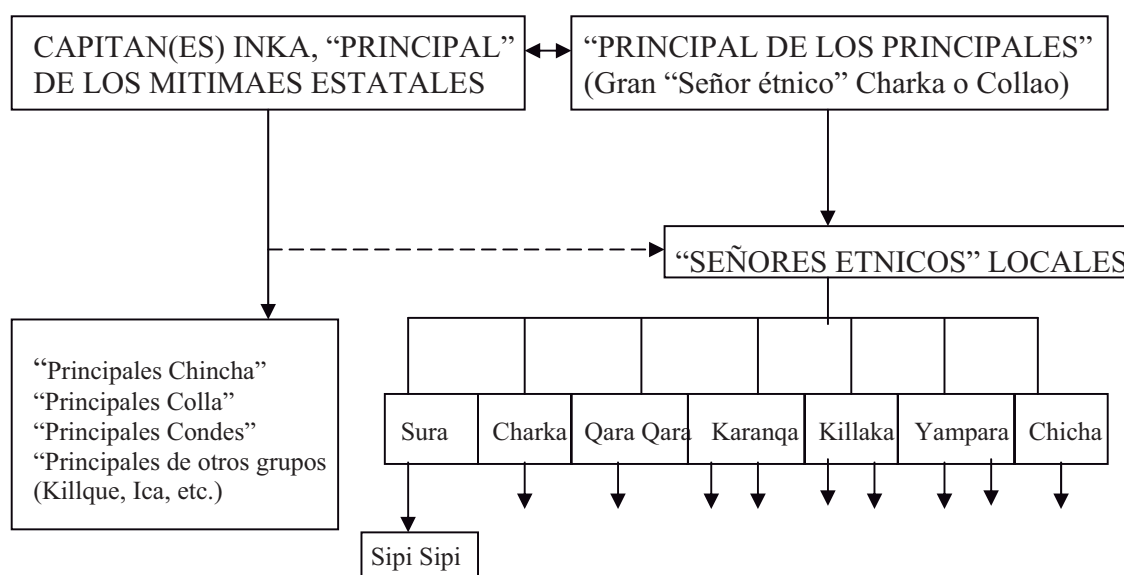 CAPITAN(ES) INKA, “PRINCIPAL”
DE LOS MITIMAES ESTATALES
“PRINCIPAL DE LOS PRINCIPALES”
(Gran “Señor étnico” Charka o Collao)
“SEÑORES ETNICOS” LOCALES
“Principales Chincha”
“Principales Colla”
“Principales Condes”
“Principales de otros grupos
(Killque, Ica, etc.)
Sura Charka Qara Qara Karanqa Killaka Yampara Chicha
Sipi Sipi